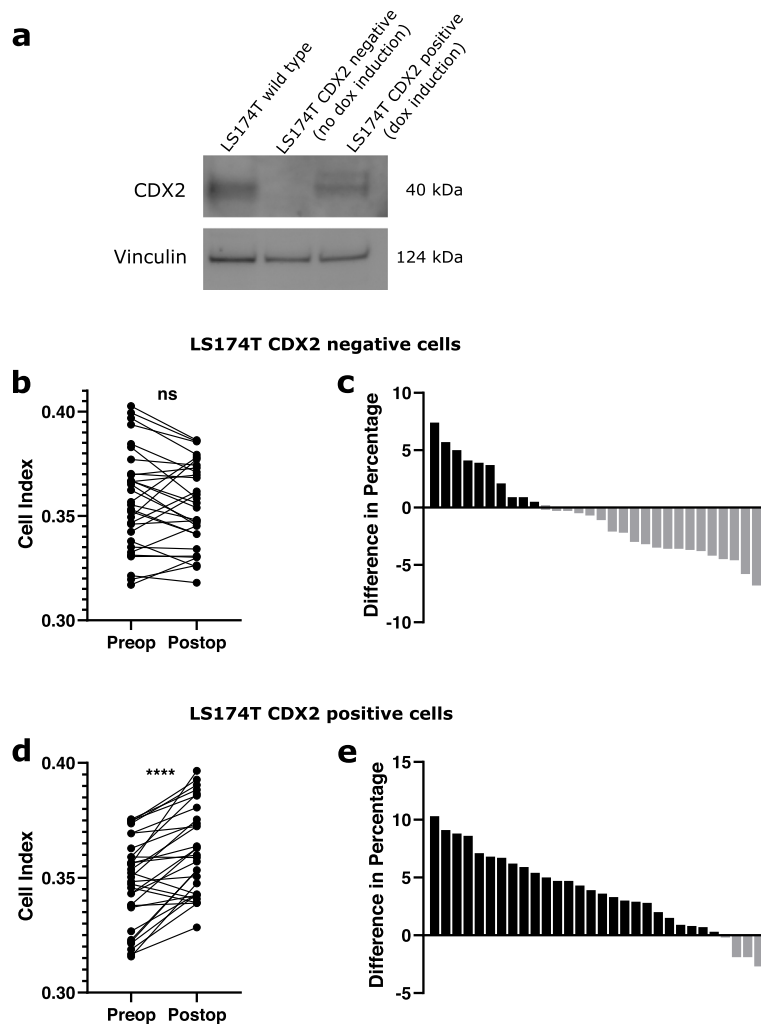 a
LS174T wild type
LS174T CDX2 negative
(no dox induction)
LS174T CDX2 positive
(dox induction)
CDX2
40 kDa
Vinculin
124 kDa
LS174T CDX2 negative cells
b
ns
0.40
0.35
0.30
Cell Index
Preop
Postop
c
10
5
0
-5
-10
Difference in Percentage
LS174T CDX2 positive cells
d
****
0.40
0.35
0.30
Cell Index
Preop
Postop
e
15
10
5
0
-5
Difference in Percentage